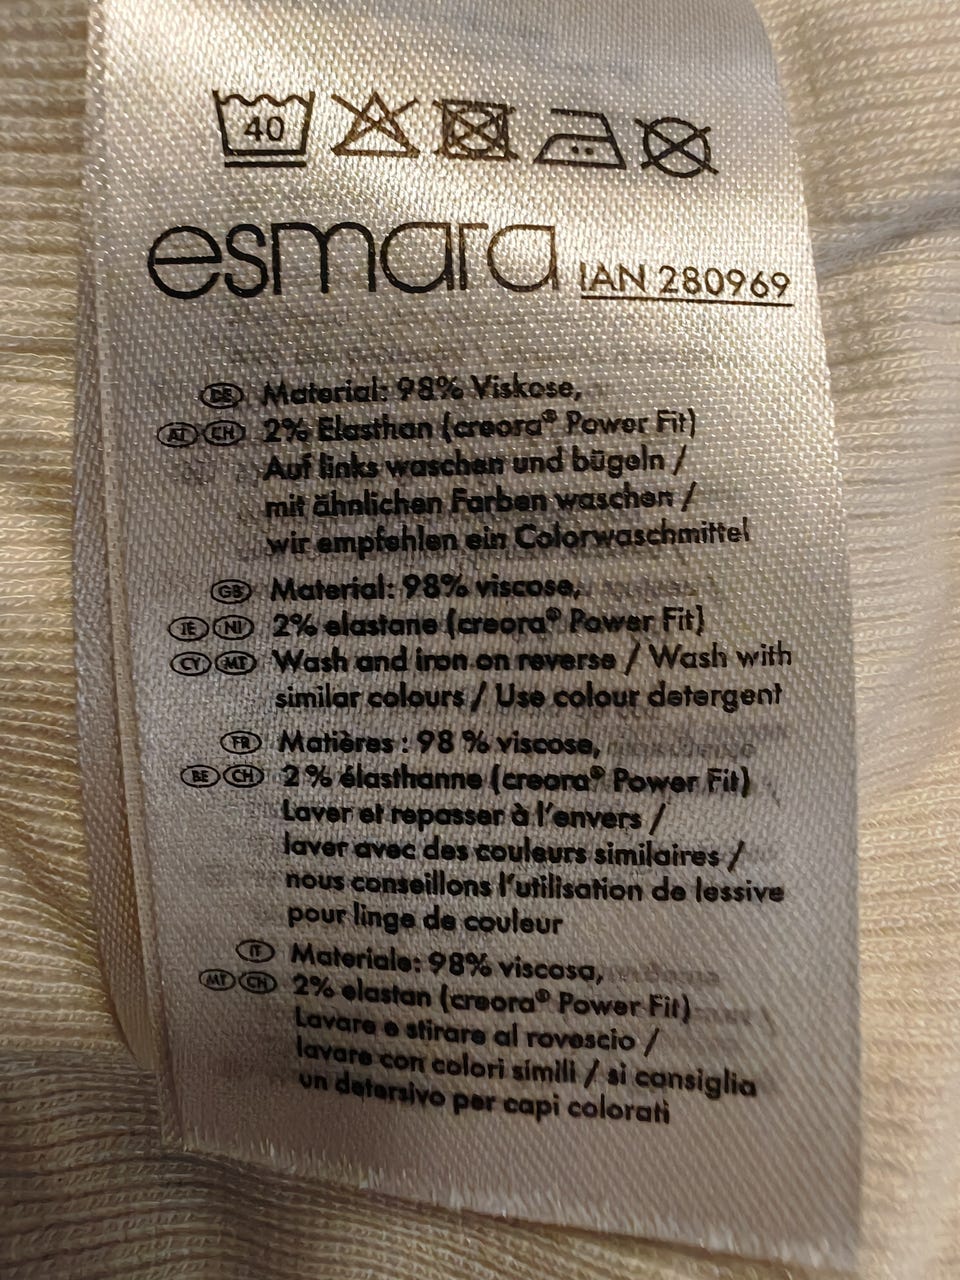 40
esmara IAN 280969
DE Material: 98% Viskose,
AT CH 2% Elasthan (creora® Power Fit)
Auf links waschen und bügeln /
mit ähnlichen Farben waschen /
wir empfehlen ein Colorwaschmittel
GB Material: 98% viscose,
IE NI 2% elastane (creora® Power Fit)
CY MT Wash and iron on reverse / Wash with
similar colours / Use colour detergent
FR Matières : 98 % viscose,
BE CH 2 % élasthanne (creora® Power Fit)
Laver et repasser à l'envers /
laver avec des couleurs similaires /
nous conseillons l'utilisation de lessive
pour linge de couleur
IT Materiale: 98% viscosa,
MT CH 2% elastan (creora® Power Fit)
Lavare e stirare al rovescio /
lavare con colori simili / si consiglia
un detersivo per capi colorati